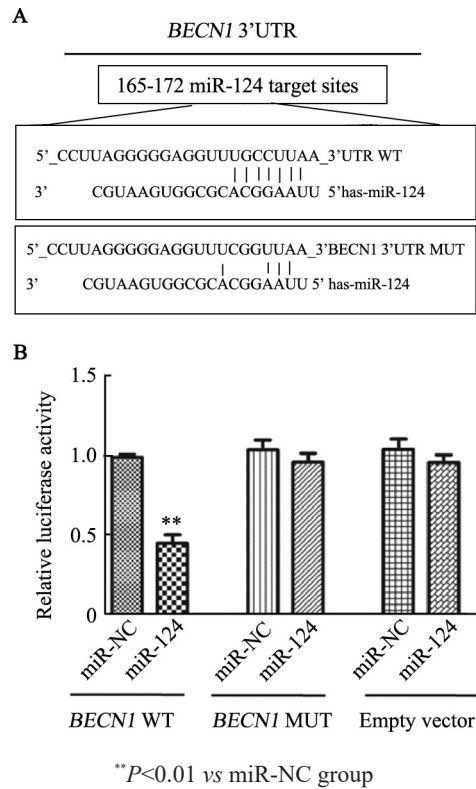 A
BECN1 3'UTR
165-172 miR-124 target sites
5'_CCUUAGGGGGAGGUUUGCCUUAA_3'UTR WT
3' CGUAAGUGGCGCACGGAAUU 5'has-miR-124
5'_CCUUAGGGGGAGGUUUCGGUUAA_3'BECN1 3'UTR MUT
3' CGUAAGUGGCGCACGGAAUU 5' has-miR-124
B
Relative luciferase activity
1.5
1.0
0.5
0
**
miR-NC miR-124 miR-NC miR-124 miR-NC miR-124
BECN1 WT BECN1 MUT Empty vector
**P<0.01 vs miR-NC group